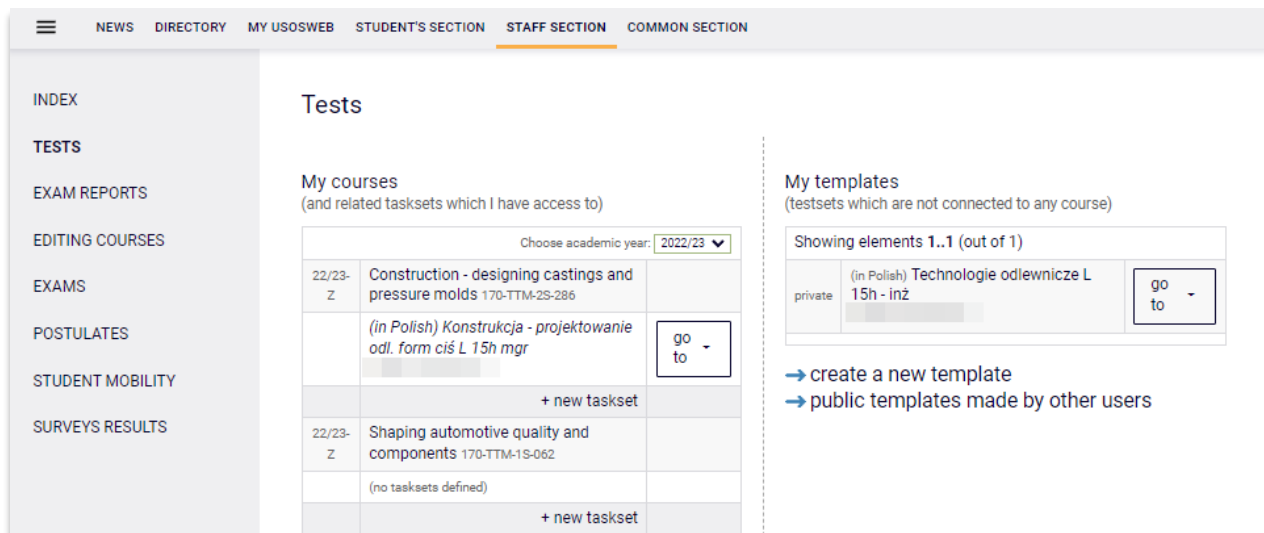 NEWS DIRECTORY MY USOSWEB STUDENT'S SECTION STAFF SECTION COMMON SECTION
INDEX
TESTS
EXAM REPORTS
EDITING COURSES
EXAMS
POSTULATES
STUDENT MOBILITY
SURVEYS RESULTS
Tests
My courses
(and related tasksets which I have access to)
Choose academic year: 2022/23
22/23-
Z
Construction - designing castings and
pressure molds 170-TTM-2S-286
(in Polish) Konstrukcja - projektowanie
odl. form ciś L 15h mgr
go
to
+ new taskset
22/23-
Z
Shaping automotive quality and
components 170-TTM-1S-062
(no tasksets defined)
+ new taskset
My templates
(testsets which are not connected to any course)
Showing elements 1..1 (out of 1)
private
(in Polish) Technologie odlewnicze L
15h - inż
go
to
→ create a new template
→ public templates made by other users